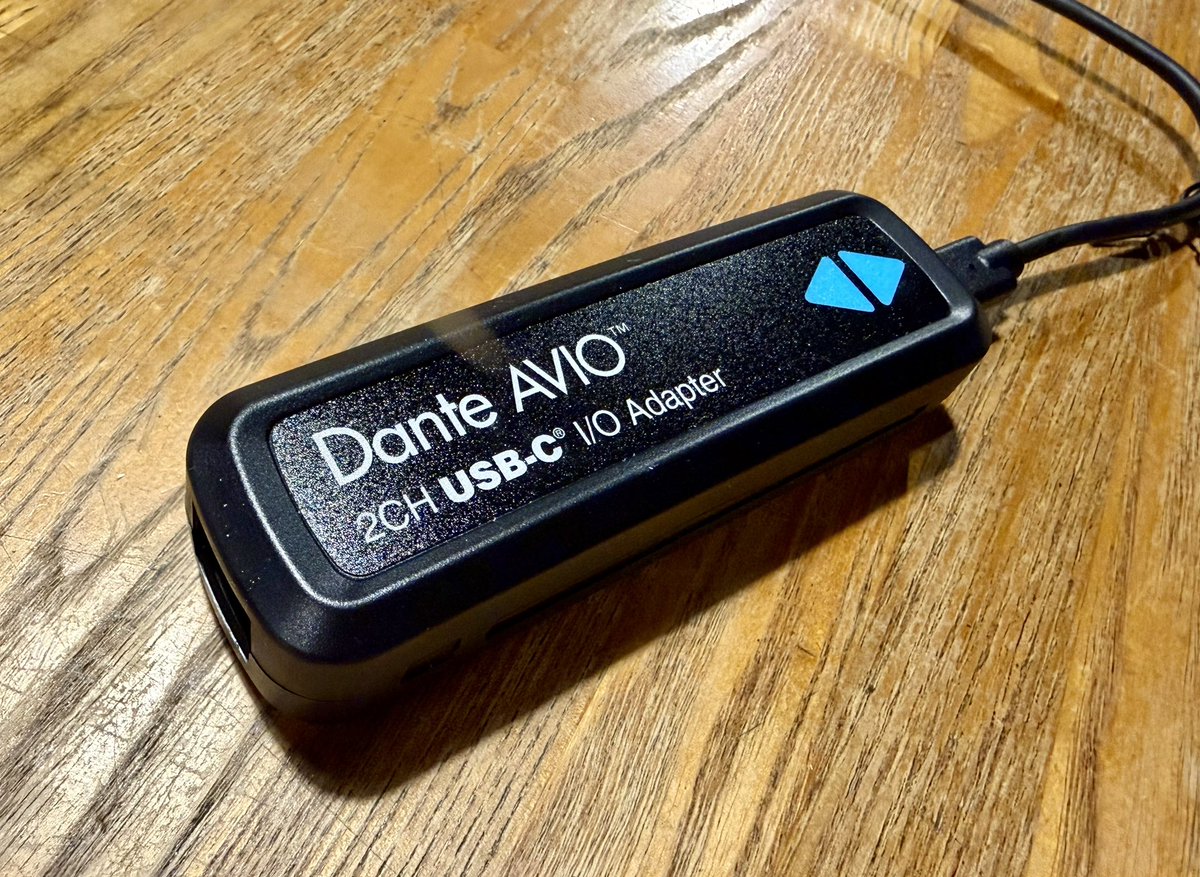 Dante AVIO™
2CH USB-C® I/O Adapter